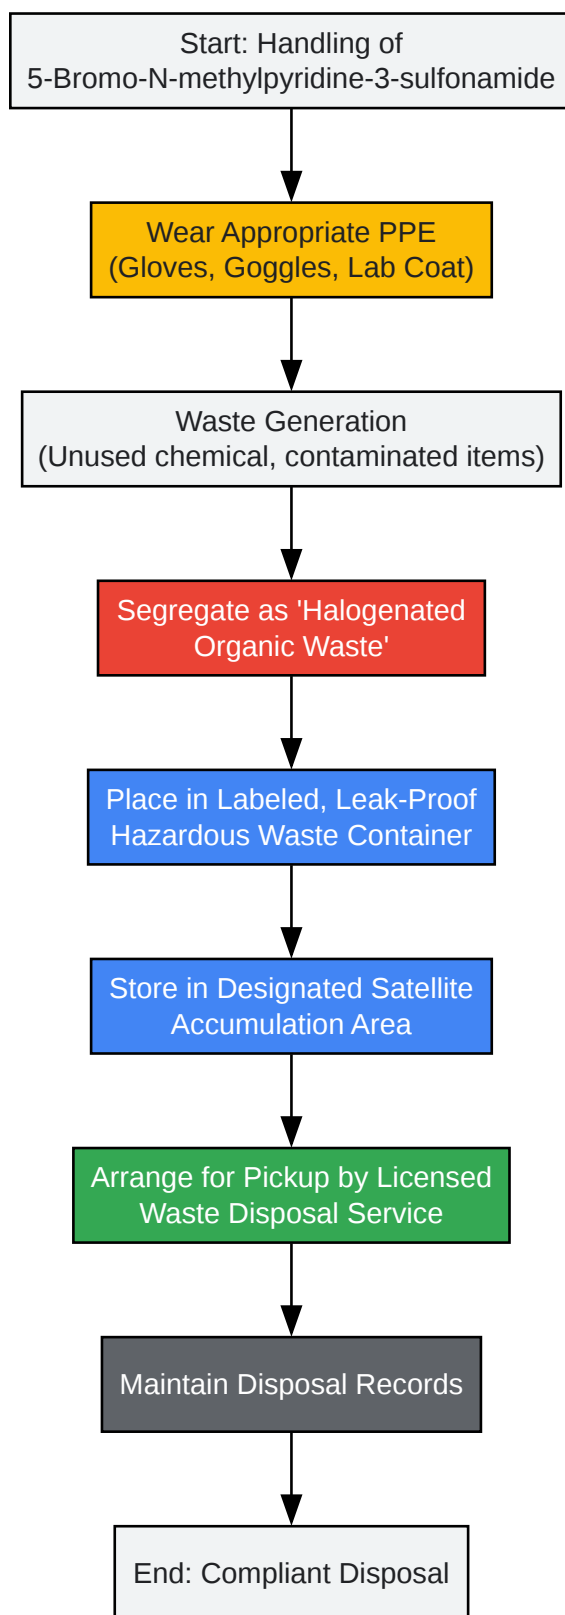 Start: Handling of
5-Bromo-N-methylpyridine-3-sulfonamide
Wear Appropriate PPE
(Gloves, Goggles, Lab Coat)
Waste Generation
(Unused chemical, contaminated items)
Segregate as 'Halogenated
Organic Waste'
Place in Labeled, Leak-Proof
Hazardous Waste Container
Store in Designated Satellite
Accumulation Area
Arrange for Pickup by Licensed
Waste Disposal Service
Maintain Disposal Records
End: Compliant Disposal